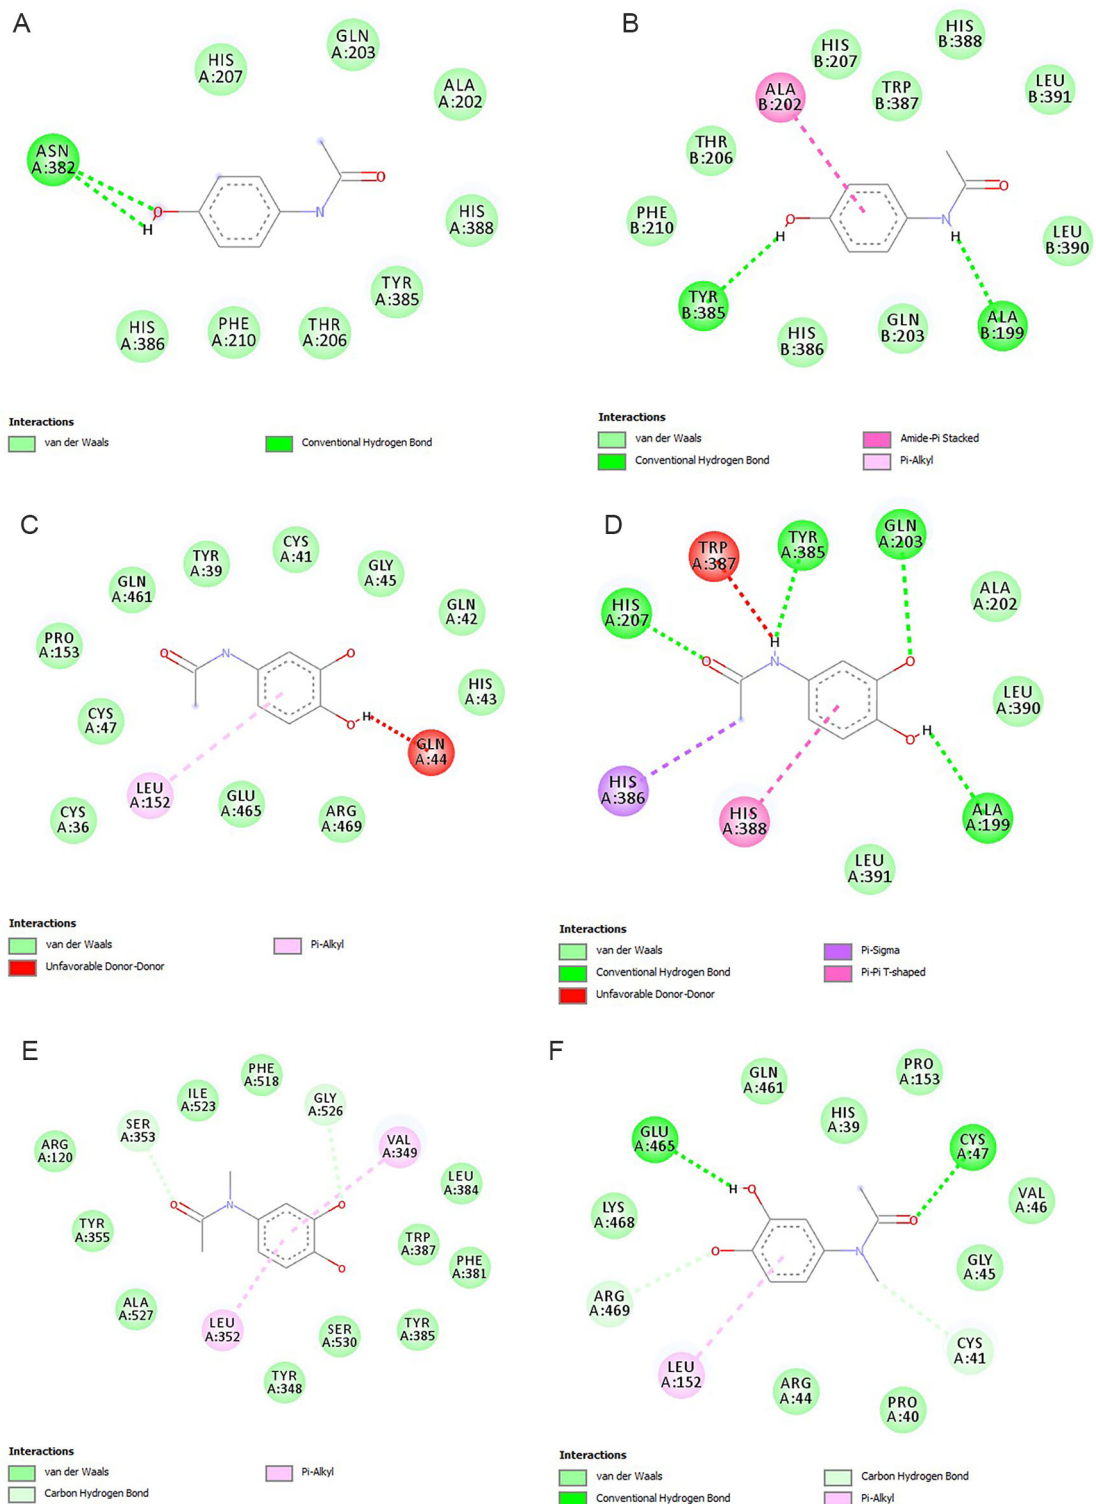 A
HIS
A:207
GLN
A:203
ALA
A:202
ASN
A:382
O
H
N
O
HIS
A:388
TYR
A:385
HIS
A:386
PHE
A:210
THR
A:206
Interactions
van der Waals
Conventional Hydrogen Bond
B
HIS
B:207
HIS
B:388
ALA
B:202
TRP
B:387
LEU
B:391
THR
B:206
PHE
B:210
O
H
N
H
O
LEU
B:390
TYR
B:385
HIS
B:386
GLN
B:203
ALA
B:199
Interactions
van der Waals
Conventional Hydrogen Bond
Amide-Pi Stacked
Pi-Alkyl
C
TYR
A:39
CYS
A:41
GLY
A:45
GLN
A:461
GLN
A:42
PRO
A:153
O
N
O
O
H
HIS
A:43
CYS
A:47
GLN
A:44
LEU
A:152
GLU
A:465
ARG
A:469
CYS
A:36
Interactions
van der Waals
Unfavorable Donor-Donor
Pi-Alkyl
D
TRP
A:387
TYR
A:385
GLN
A:203
HIS
A:207
ALA
A:202
H
O
N
O
O
H
LEU
A:390
HIS
A:386
HIS
A:388
ALA
A:199
LEU
A:391
Interactions
van der Waals
Conventional Hydrogen Bond
Unfavorable Donor-Donor
Pi-Sigma
Pi-Pi T-shaped
E
PHE
A:518
ILE
A:523
GLY
A:526
SER
A:353
VAL
A:349
ARG
A:120
LEU
A:384
O
N
O
O
TYR
A:355
TRP
A:387
PHE
A:381
ALA
A:527
LEU
A:352
SER
A:530
TYR
A:385
TYR
A:348
Interactions
van der Waals
Carbon Hydrogen Bond
Pi-Alkyl
F
GLN
A:461
PRO
A:153
HIS
A:39
GLU
A:465
CYS
A:47
H
O
O
N
O
LYS
A:468
VAL
A:46
GLY
A:45
ARG
A:469
CYS
A:41
LEU
A:152
ARG
A:44
PRO
A:40
Interactions
van der Waals
Conventional Hydrogen Bond
Carbon Hydrogen Bond
Pi-Alkyl